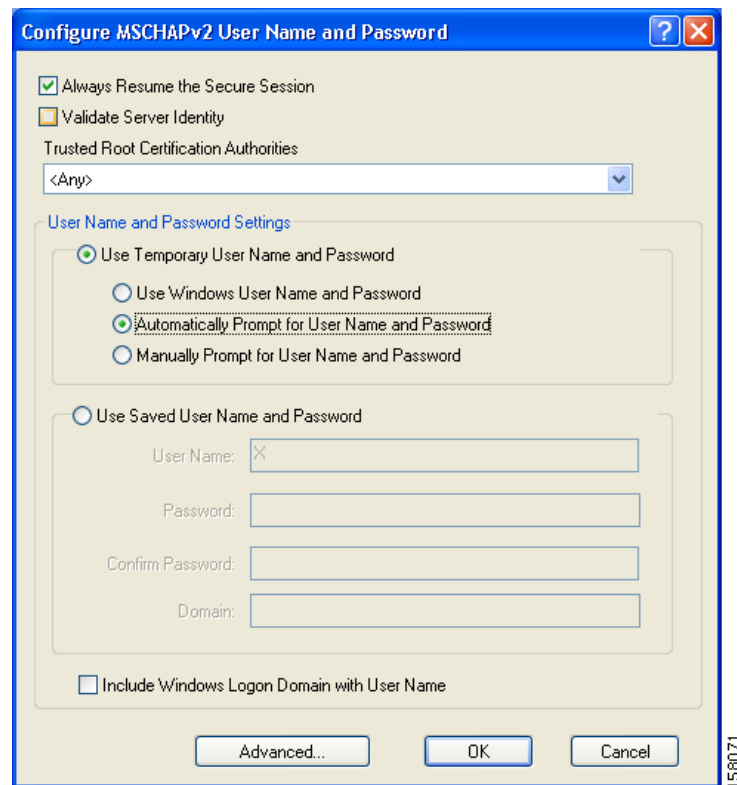 Configure MSCHAPv2 User Name and Password
Always Resume the Secure Session
Validate Server Identity
Trusted Root Certification Authorities
<Any>
User Name and Password Settings
Use Temporary User Name and Password
Use Windows User Name and Password
Automatically Prompt for User Name and Password
Manually Prompt for User Name and Password
Use Saved User Name and Password
User Name: X
Password:
Confirm Password:
Domain:
Include Windows Logon Domain with User Name
Advanced... OK Cancel
158071